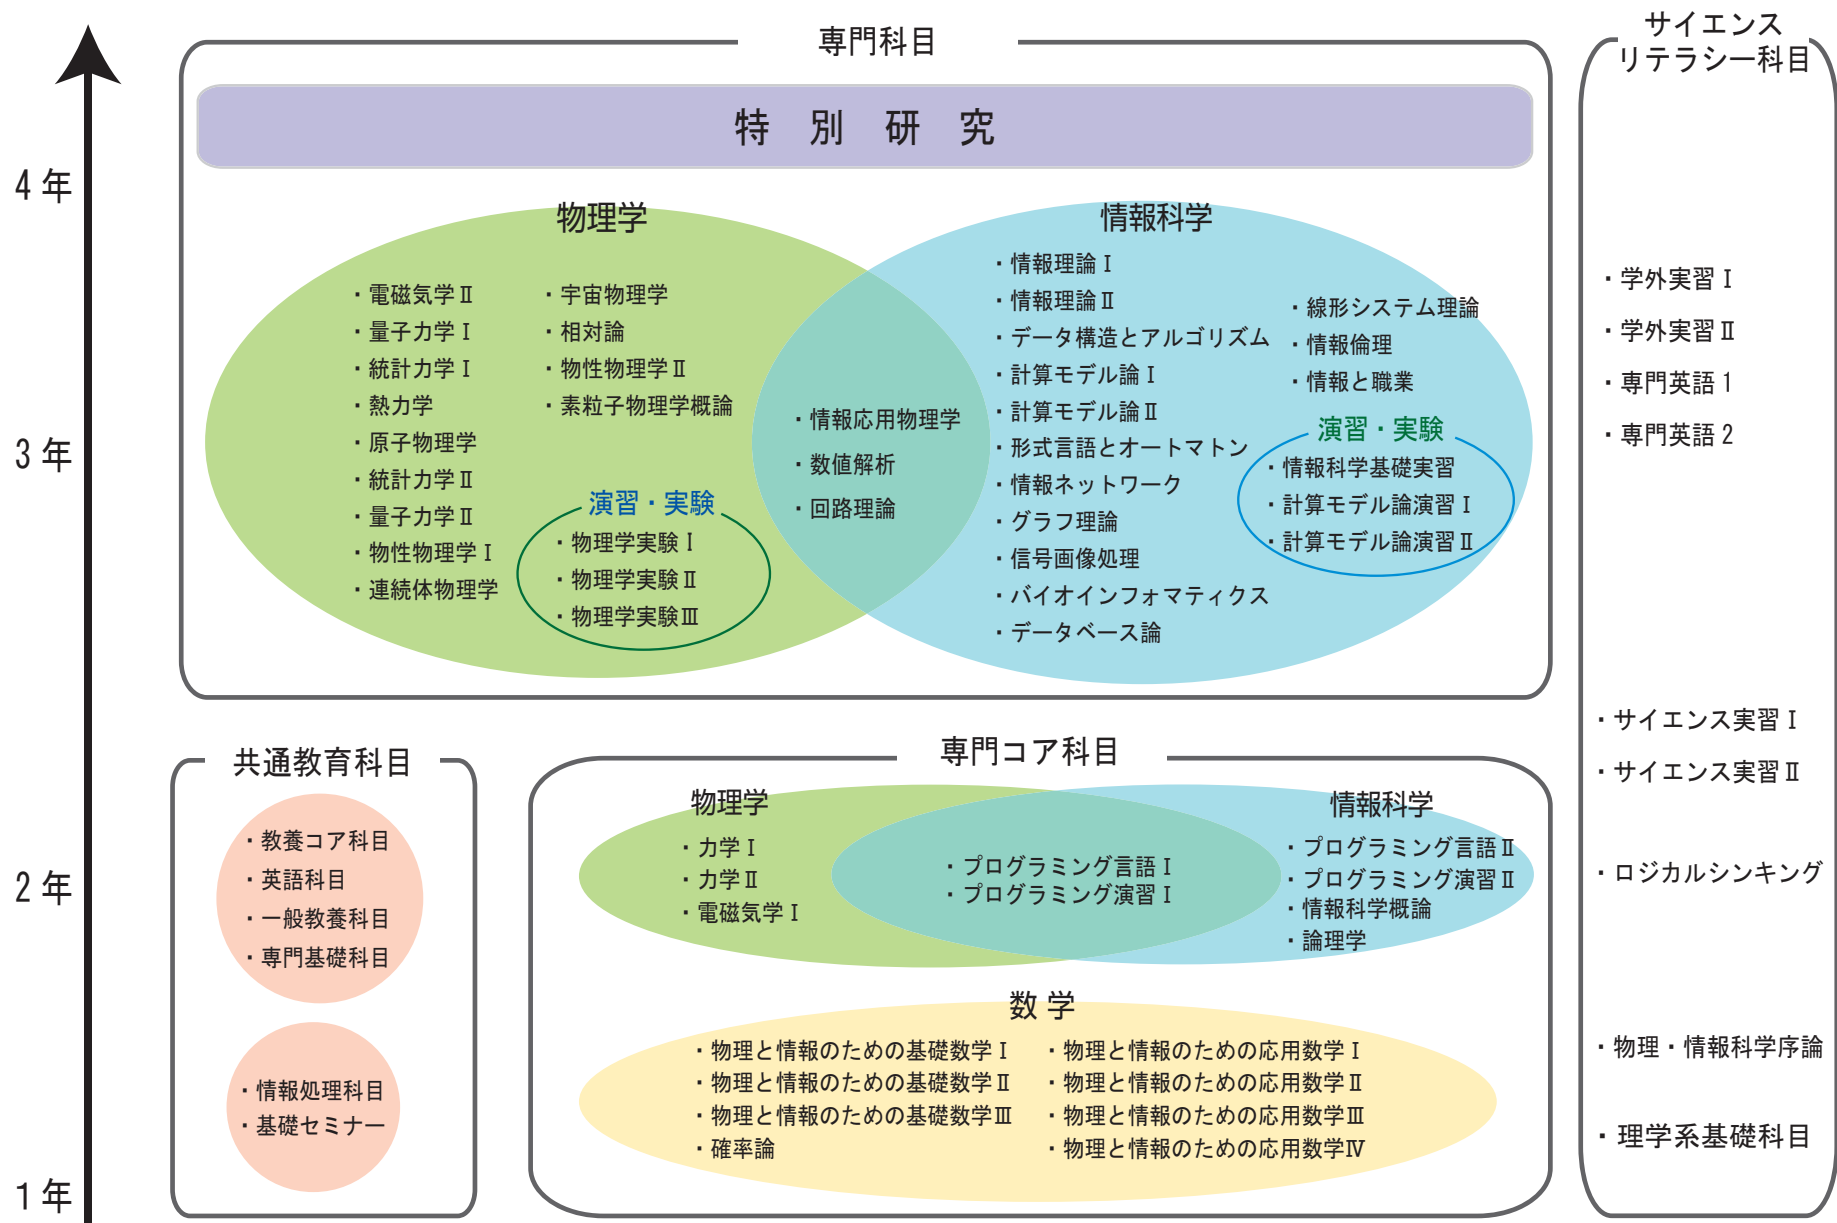 4年
3年
2年
1年
専門科目
特別研究
物理学
・電磁気学Ⅱ
・量子力学Ⅰ
・統計力学Ⅰ
・熱力学
・原子物理学
・統計力学Ⅱ
・量子力学Ⅱ
・物性物理学Ⅰ
・連続体物理学
・宇宙物理学
・相対論
・物性物理学Ⅱ
・素粒子物理学概論
演習・実験
・物理学実験Ⅰ
・物理学実験Ⅱ
・物理学実験Ⅲ
・情報応用物理学
・数値解析
・回路理論
情報科学
・情報理論Ⅰ
・情報理論Ⅱ
・データ構造とアルゴリズム
・計算モデル論Ⅰ
・計算モデル論Ⅱ
・形式言語とオートマトン
・情報ネットワーク
・グラフ理論
・信号画像処理
・バイオインフォマティクス
・データベース論
・線形システム理論
・情報倫理
・情報と職業
演習・実験
・情報科学基礎実習
・計算モデル論演習Ⅰ
・計算モデル論演習Ⅱ
共通教育科目
・教養コア科目
・英語科目
・一般教養科目
・専門基礎科目
・情報処理科目
・基礎セミナー
専門コア科目
物理学
・力学Ⅰ
・力学Ⅱ
・電磁気学Ⅰ
・プログラミング言語Ⅰ
・プログラミング演習Ⅰ
情報科学
・プログラミング言語Ⅱ
・プログラミング演習Ⅱ
・情報科学概論
・論理学
数学
・物理と情報のための基礎数学Ⅰ
・物理と情報のための基礎数学Ⅱ
・物理と情報のための基礎数学Ⅲ
・確率論
・物理と情報のための応用数学Ⅰ
・物理と情報のための応用数学Ⅱ
・物理と情報のための応用数学Ⅲ
・物理と情報のための応用数学Ⅳ
サイエンス
リテラシー科目
・学外実習Ⅰ
・学外実習Ⅱ
・専門英語1
・専門英語2
・サイエンス実習Ⅰ
・サイエンス実習Ⅱ
・ロジカルシンキング
・物理・情報科学序論
・理学系基礎科目